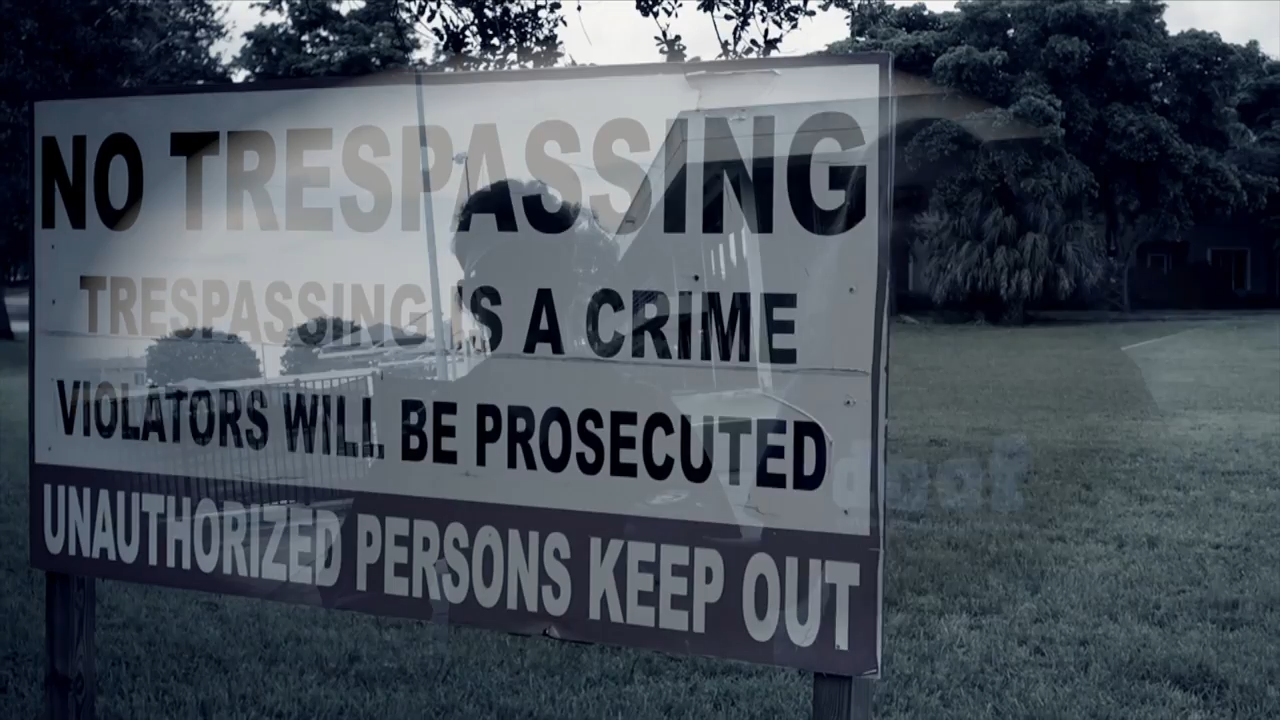 NO TRESPASSING
TRESPASSING IS A CRIME
VIOLATORS WILL BE PROSECUTED
UNAUTHORIZED PERSONS KEEP OUT